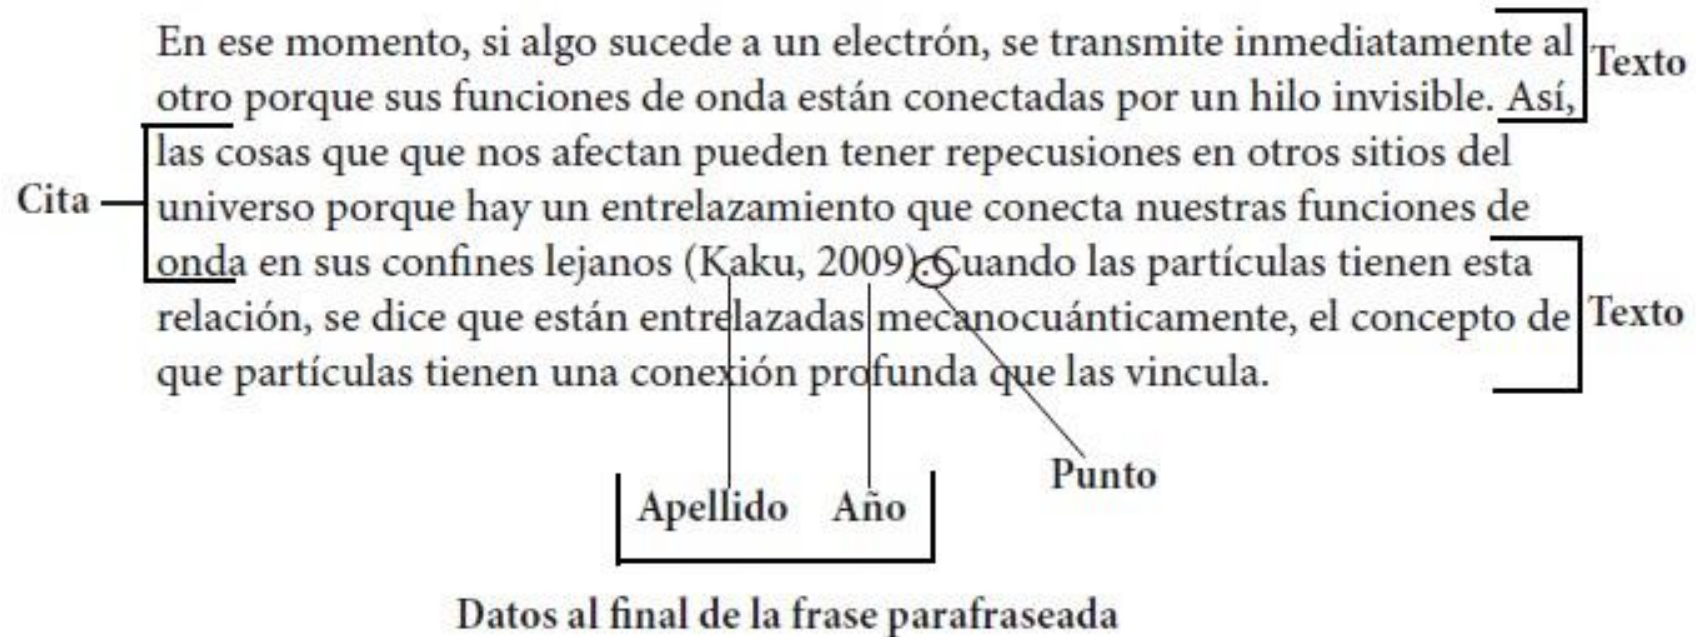 En ese momento, si algo sucede a un electrón, se transmite inmediatamente al
Texto
otro porque sus funciones de onda están conectadas por un hilo invisible. Así,
las cosas que que nos afectan pueden tener repecusiones en otros sitios del
Cita
universo porque hay un entrelazamiento que conecta nuestras funciones de
onda en sus confines lejanos (Kaku, 2009).Cuando las partículas tienen esta
relación, se dice que están entrelazadas mecanocuánticamente, el concepto de
Texto
que partículas tienen una conexión profunda que las vincula.
Punto
Apellido Año
Datos al final de la frase parafraseada